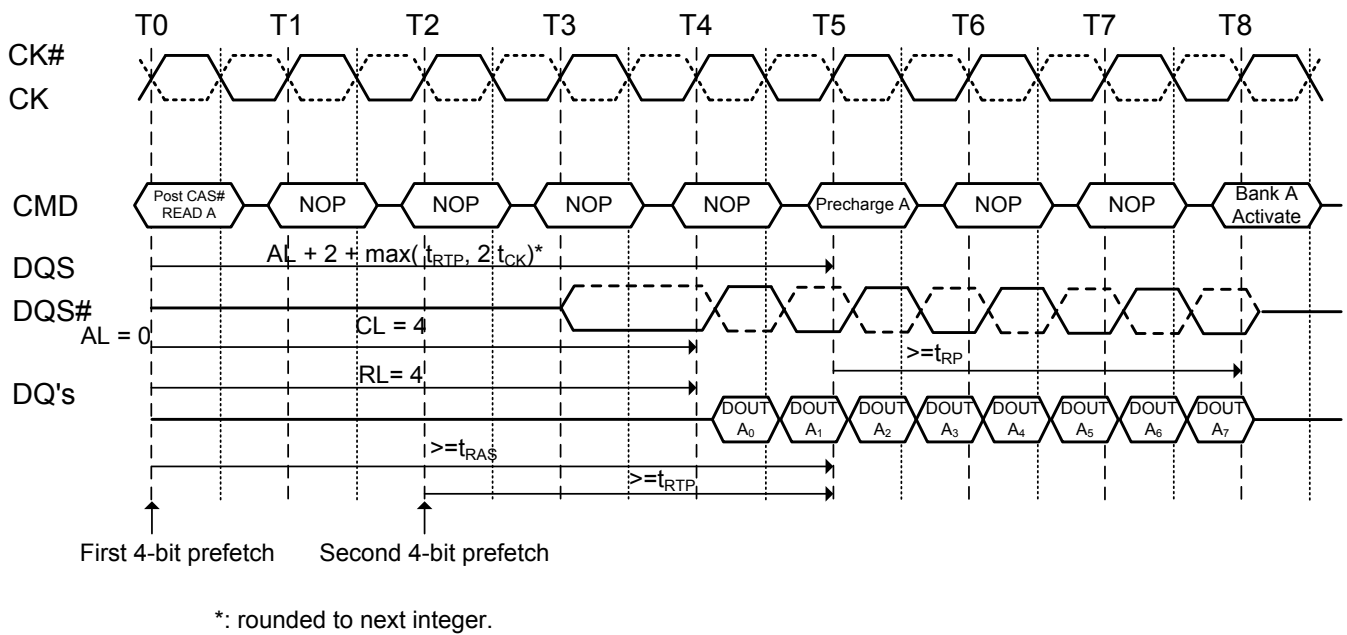 T0 T1 T2 T3 T4 T5 T6 T7 T8
CK#
CK
CMD
Post CAS#
READ A
NOP
NOP
NOP
NOP
Precharge A
NOP
NOP
Bank A
Activate
DQS
AL + 2 + max( tRTP, 2 tCK)*
DQS#
AL = 0
CL = 4
>=tRP
RL= 4
DQ's
DOUT
A0
DOUT
A1
DOUT
A2
DOUT
A3
DOUT
A4
DOUT
A5
DOUT
A6
DOUT
A7
>=tRAS
>=tRTP
First 4-bit prefetch
Second 4-bit prefetch
*: rounded to next integer.